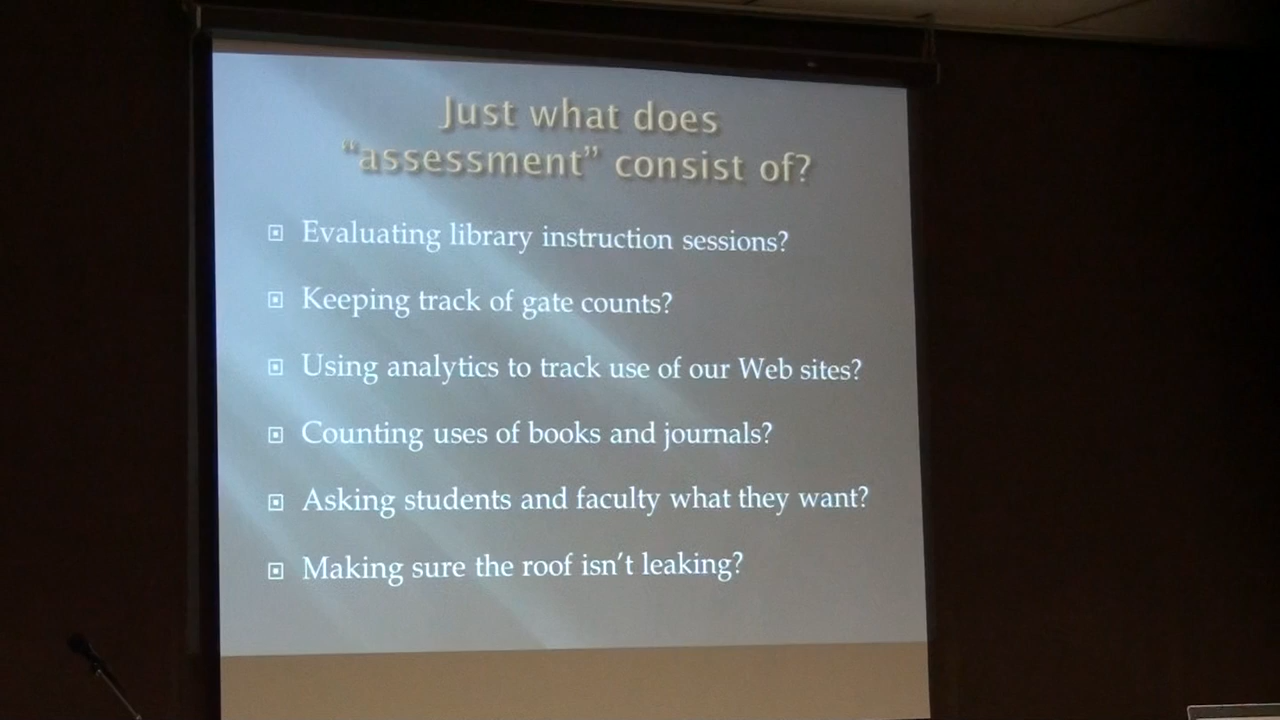 Just what does
“assessment” consist of?
Evaluating library instruction sessions?
Keeping track of gate counts?
Using analytics to track use of our Web sites?
Counting uses of books and journals?
Asking students and faculty what they want?
Making sure the roof isn’t leaking?